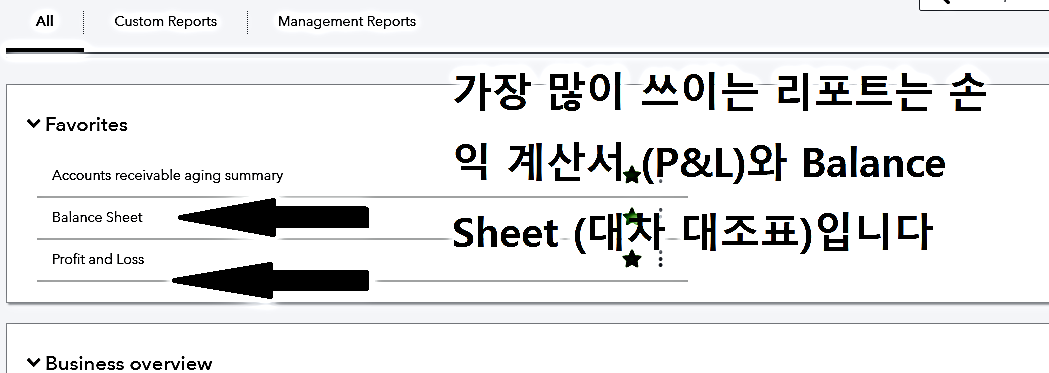 All
Custom Reports
Management Reports
가장 많이 쓰이는 리포트는 손
익 계산서 (P&L)와 Balance
Sheet (대차 대조표)입니다
Favorites
Accounts receivable aging summary
Balance Sheet
Profit and Loss
Business overview